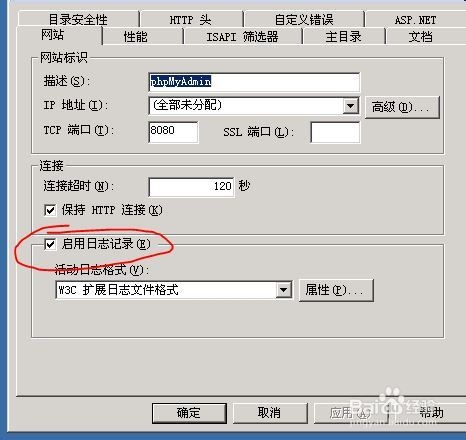 目录安全性 HTTP 头 自定义错误 ASP.NET
网站 性能 ISAPI 筛选器 主目录 文档
网站标识
描述(S): phpMyAdmin
IP 地址(I): (全部未分配) 高级(D)...
TCP 端口(T): 8080 SSL 端口(L):
连接
连接超时(N): 120 秒
保持 HTTP 连接(K)
启用日志记录(E)
活动日志格式(V):
W3C 扩展日志文件格式 属性(P)...
确定 取消 应用(A) 帮助
Baidu 经验